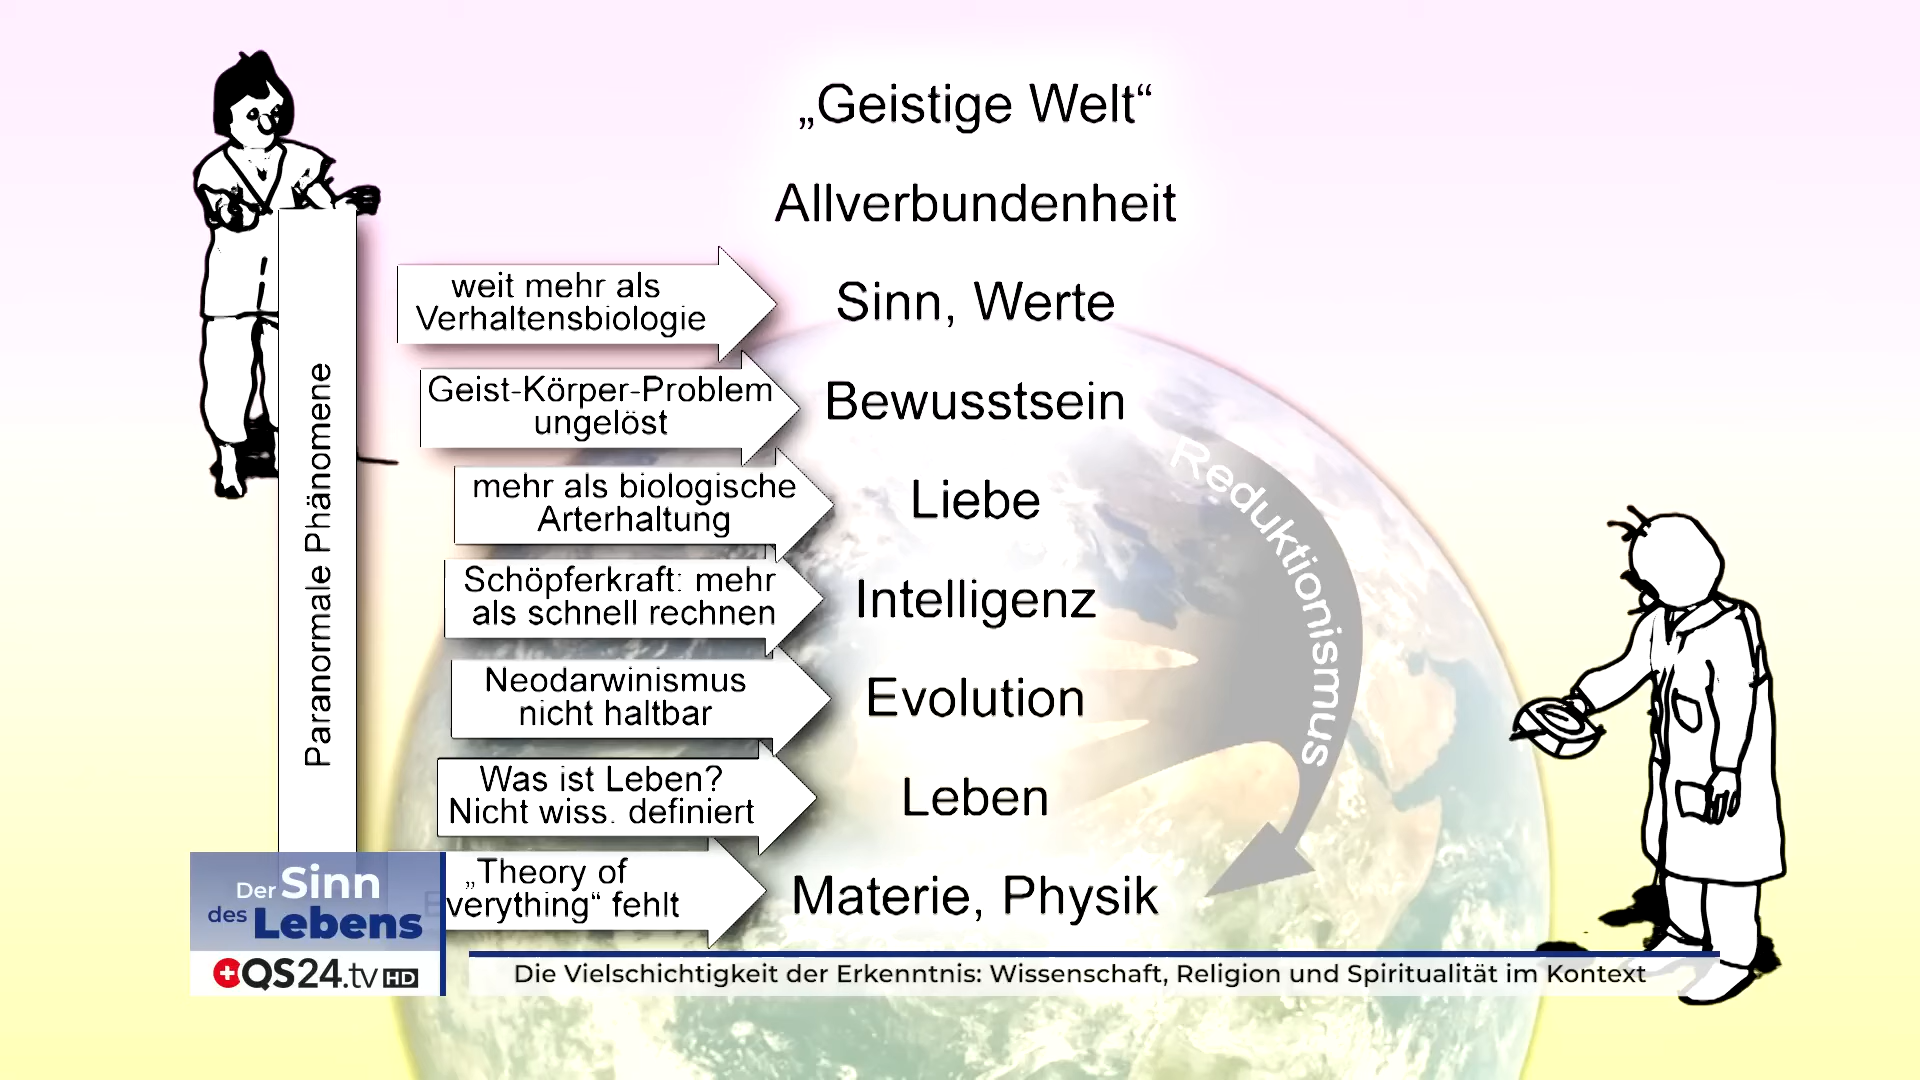 „Geistige Welt“
Allverbundenheit
Sinn, Werte
Bewusstsein
Liebe
Intelligenz
Evolution
Leben
Materie, Physik
weit mehr als
Verhaltensbiologie
Geist-Körper-Problem
ungelöst
mehr als biologische
Arterhaltung
Schöpferkraft: mehr
als schnell rechnen
Neodarwinismus
nicht haltbar
Was ist Leben?
Nicht wiss. definiert
„Theory of
Everything“ fehlt
Paranormale Phänomene
Reduktionismus
Der Sinn
des Lebens
QS24.tv HD
Die Vielschichtigkeit der Erkenntnis: Wissenschaft, Religion und Spiritualität im Kontext